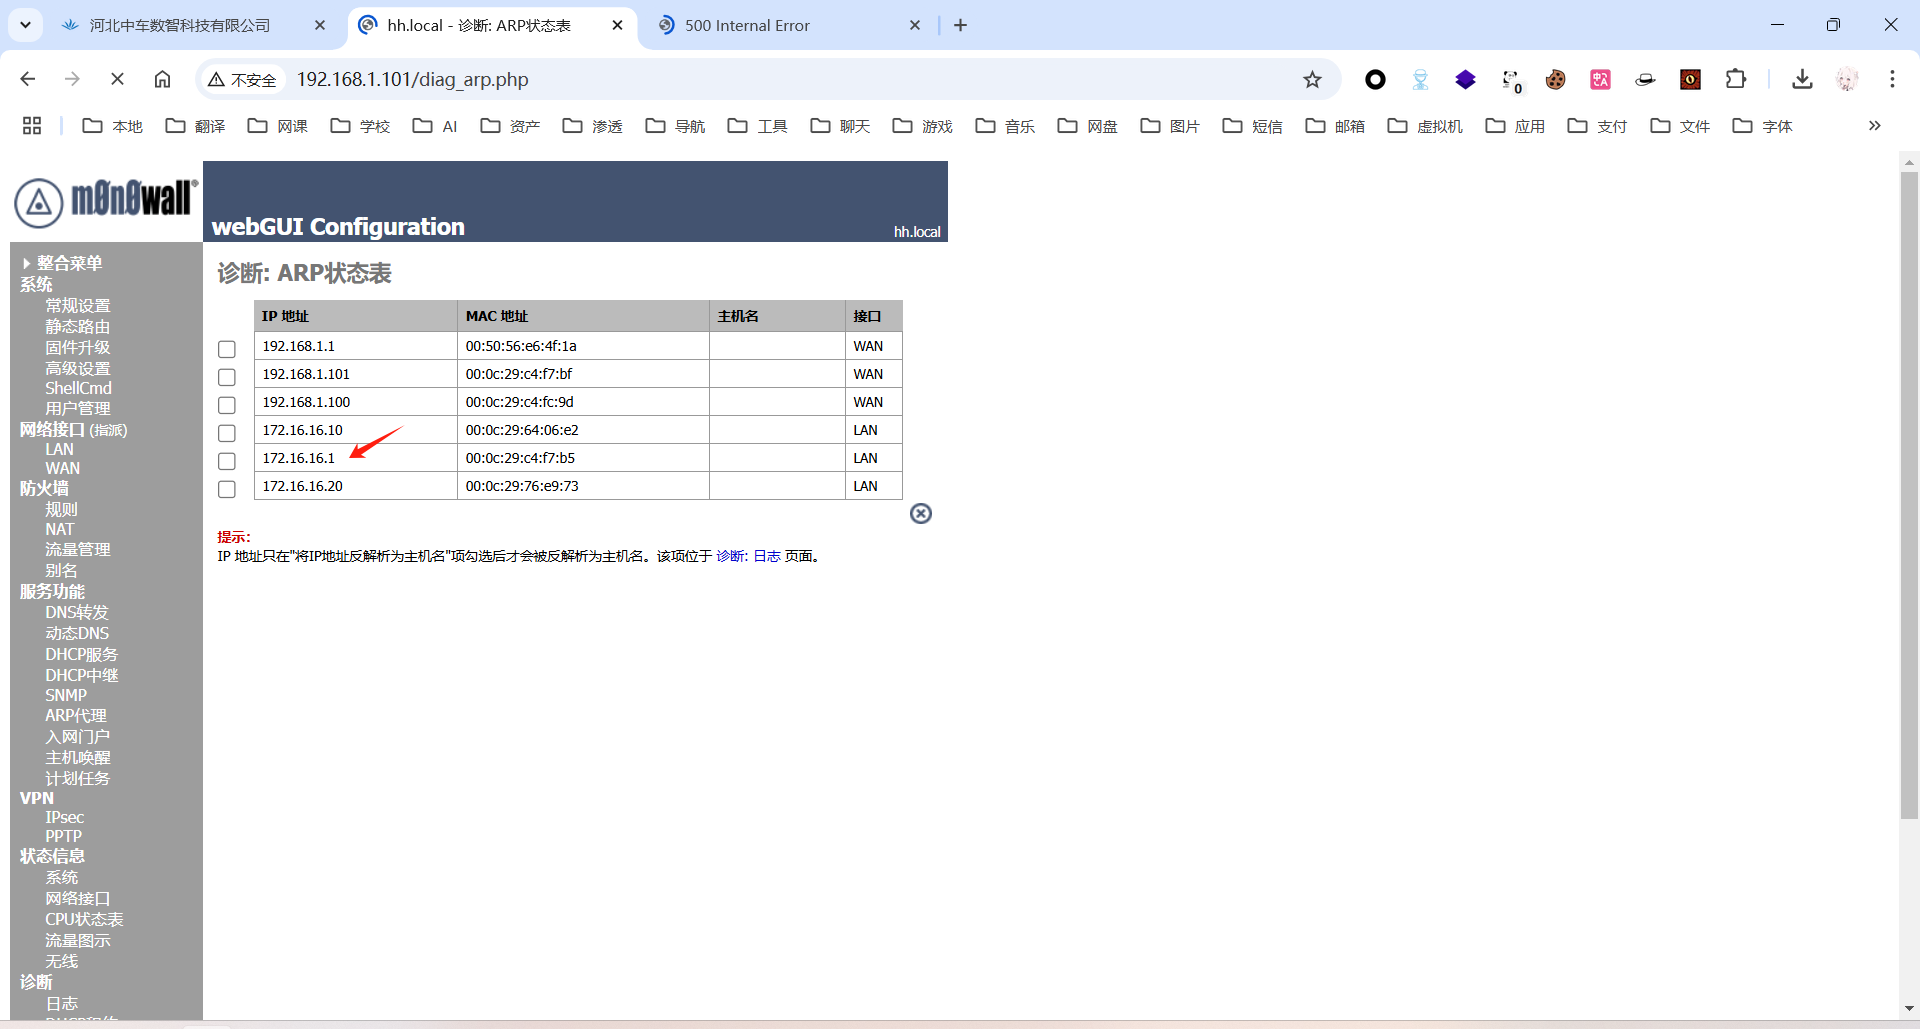 河北中车数智科技有限公司
hh.local - 诊断: ARP状态表
500 Internal Error
不安全
192.168.1.101/diag_arp.php
0
本地
翻译
网课
学校
AI
资产
渗透
导航
工具
聊天
游戏
音乐
网盘
图片
短信
邮箱
虚拟机
应用
支付
文件
字体
m0n0wall®
webGUI Configuration
hh.local
整合菜单
系统
常规设置
静态路由
固件升级
高级设置
ShellCmd
用户管理
网络接口 (指派)
LAN
WAN
防火墙
规则
NAT
流量管理
别名
服务功能
DNS转发
动态DNS
DHCP服务
DHCP中继
SNMP
ARP代理
入网门户
主机唤醒
计划任务
VPN
IPsec
PPTP
状态信息
系统
网络接口
CPU状态表
流量图示
无线
诊断
日志
诊断: ARP状态表
IP 地址 MAC 地址 主机名 接口
192.168.1.1 00:50:56:e6:4f:1a WAN
192.168.1.101 00:0c:29:c4:f7:bf WAN
192.168.1.100 00:0c:29:c4:fc:9d WAN
172.16.16.10 00:0c:29:64:06:e2 LAN
172.16.16.1 00:0c:29:c4:f7:b5 LAN
172.16.16.20 00:0c:29:76:e9:73 LAN
提示:
IP 地址只在"将IP地址反解析为主机名"项勾选后才会被反解析为主机名。该项位于 诊断: 日志 页面。